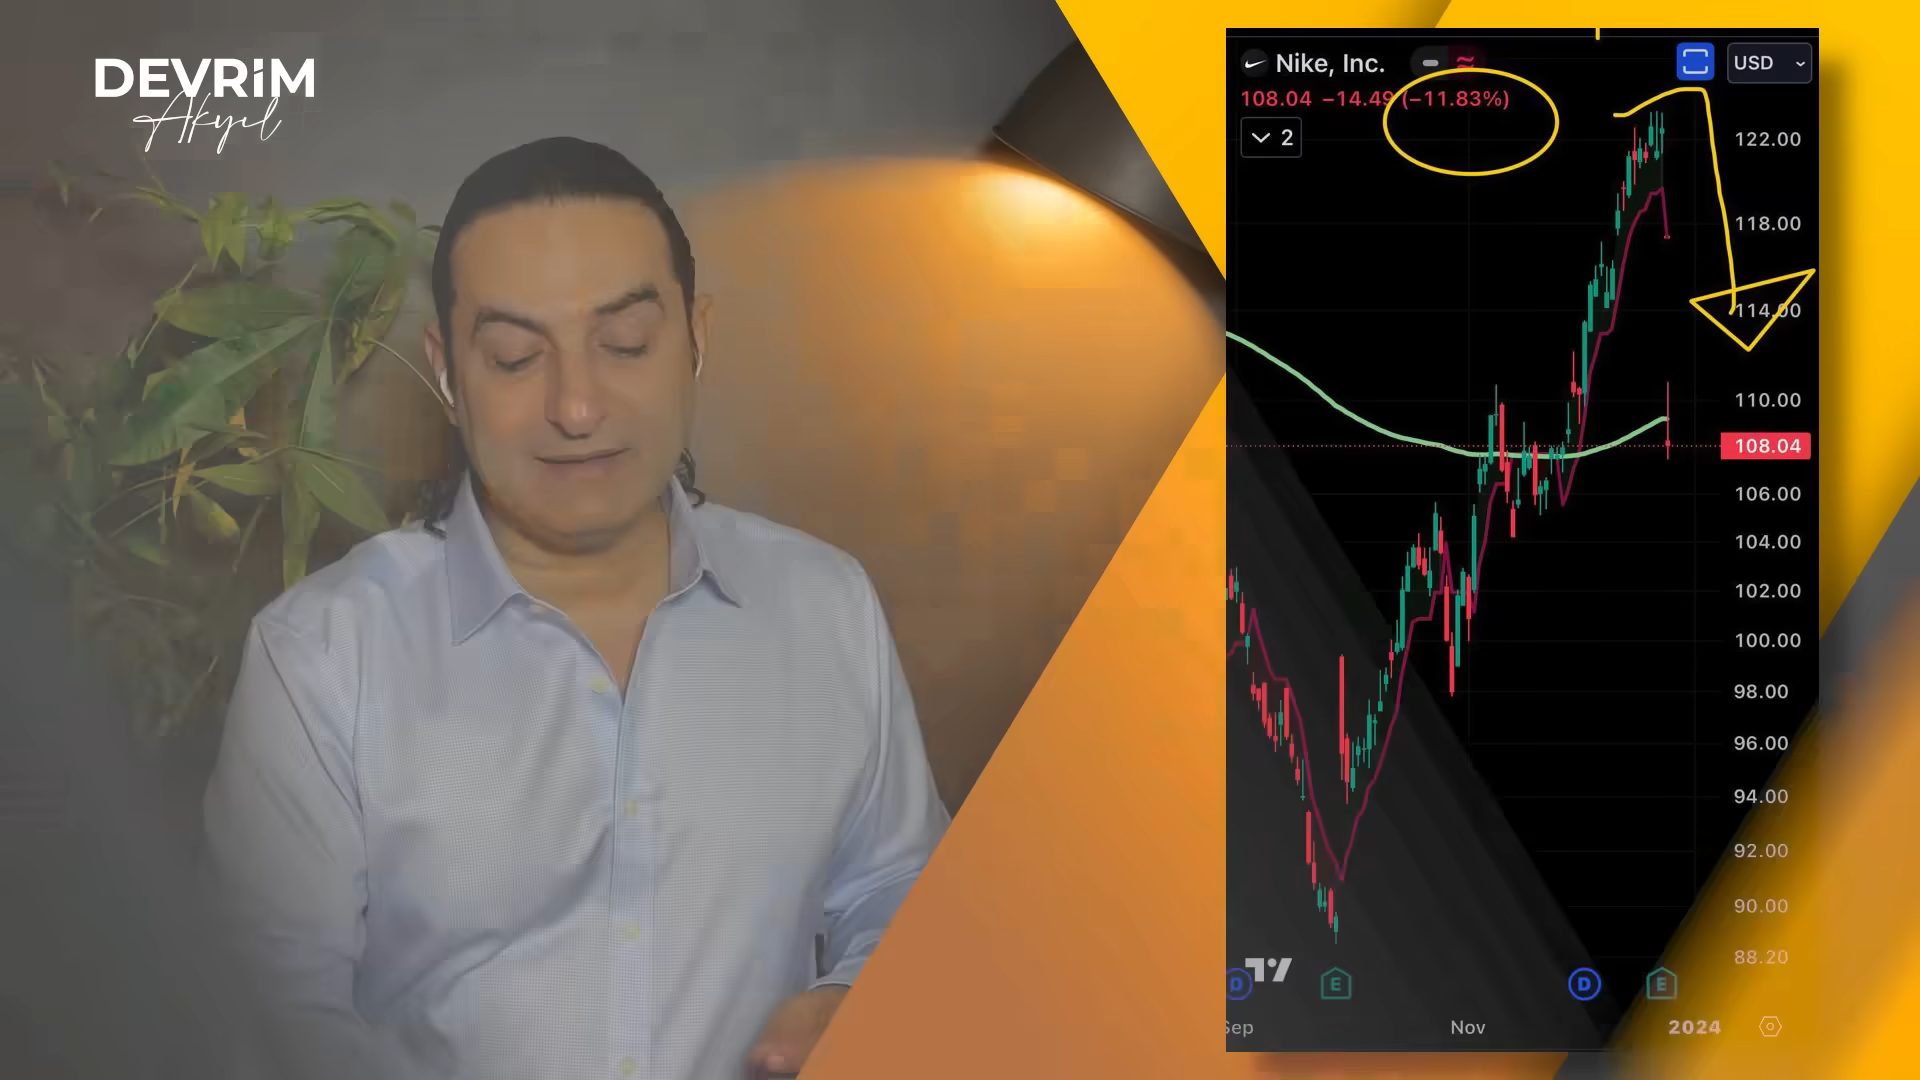 DEVRİM
Akyıl
Nike, Inc.
USD
108.04 −14.49 (−11.83%)
2
122.00
118.00
114.00
110.00
108.04
106.00
104.00
102.00
100.00
98.00
96.00
94.00
92.00
90.00
88.20
D
E
D
E
Sep
Nov
2024